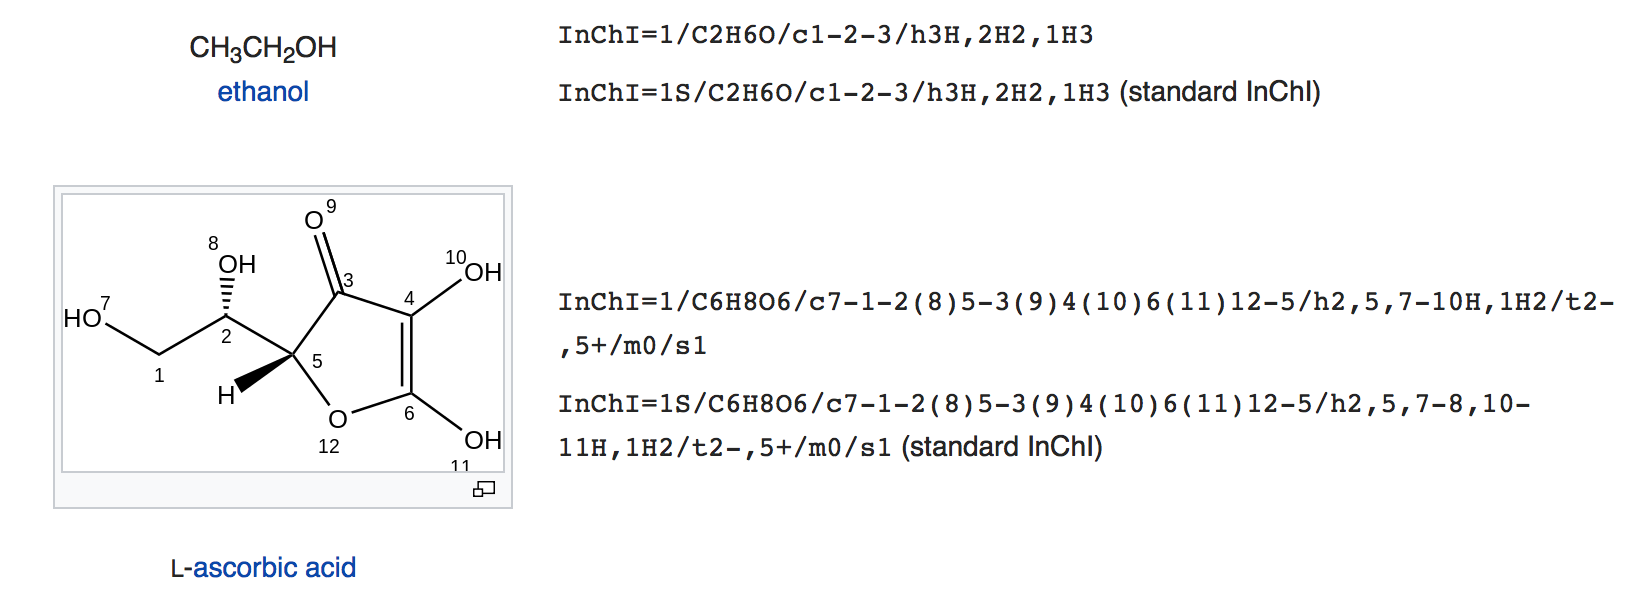 CH₃CH₂OH
ethanol
InChI=1/C2H6O/c1-2-3/h3H,2H2,1H3
InChI=1S/C2H6O/c1-2-3/h3H,2H2,1H3 (standard InChI)
O 9
8
OH
10
OH
3
4
7
HO
2
1
5
H
O
12
6
OH
11
InChI=1/C6H8O6/c7-1-2(8)5-3(9)4(10)6(11)12-5/h2,5,7-10H,1H2/t2-
,5+/m0/s1
InChI=1S/C6H8O6/c7-1-2(8)5-3(9)4(10)6(11)12-5/h2,5,7-8,10-
11H,1H2/t2-,5+/m0/s1 (standard InChI)
L-ascorbic acid